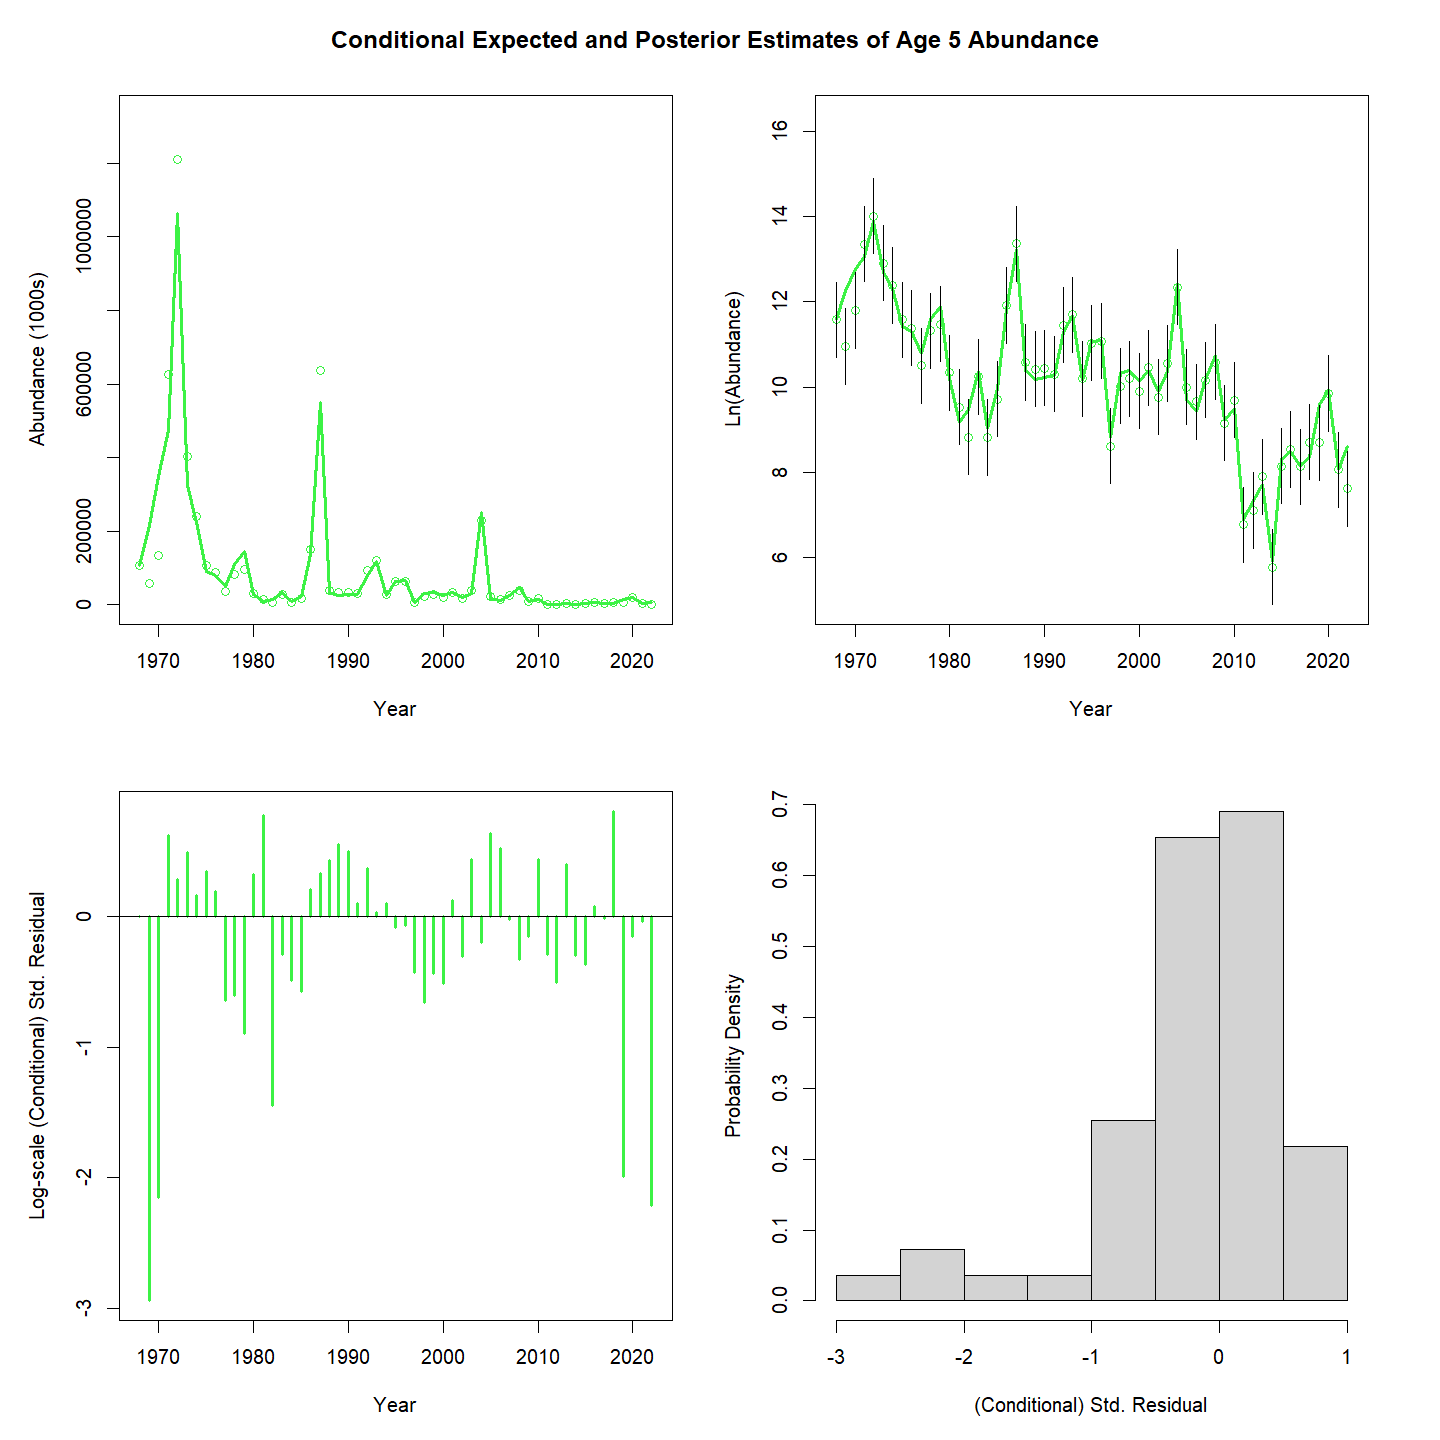 Conditional Expected and Posterior Estimates of Age 5 Abundance
Abundance (1000s)
0
200000
600000
1000000
1970 1980 1990 2000 2010 2020
Year
Ln(Abundance)
6
8
10
12
14
16
1970 1980 1990 2000 2010 2020
Year
Log-scale (Conditional) Std. Residual
-3
-2
-1
0
1970 1980 1990 2000 2010 2020
Year
Probability Density
0.0
0.1
0.2
0.3
0.4
0.5
0.6
0.7
-3 -2 -1 0 1
(Conditional) Std. Residual